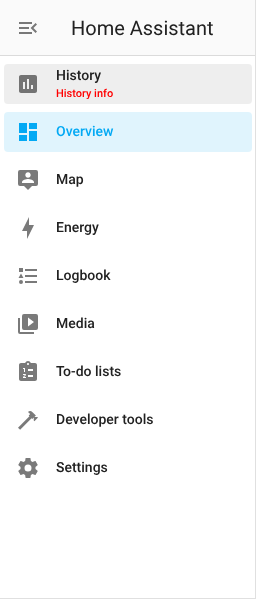 Home Assistant
History
History info
Overview
Map
Energy
Logbook
Media
To-do lists
Developer tools
Settings